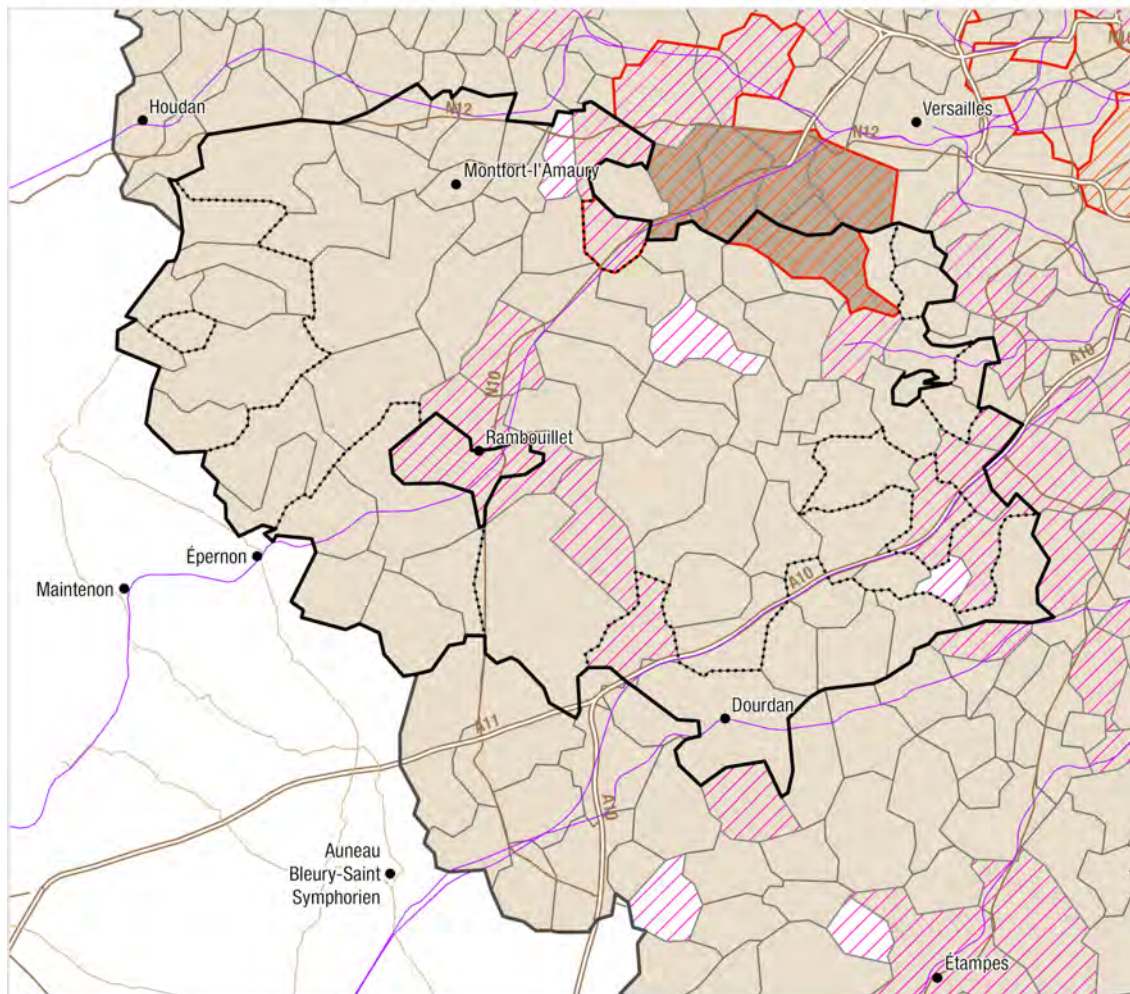 N10
Houdan
N12
Versailles
N12
Montfort-l'Amaury
A10
N10
Rambouillet
Épernon
A10
Maintenon
Dourdan
A11
A10
Auneau
Bleury-Saint
Symphorien
Étampes